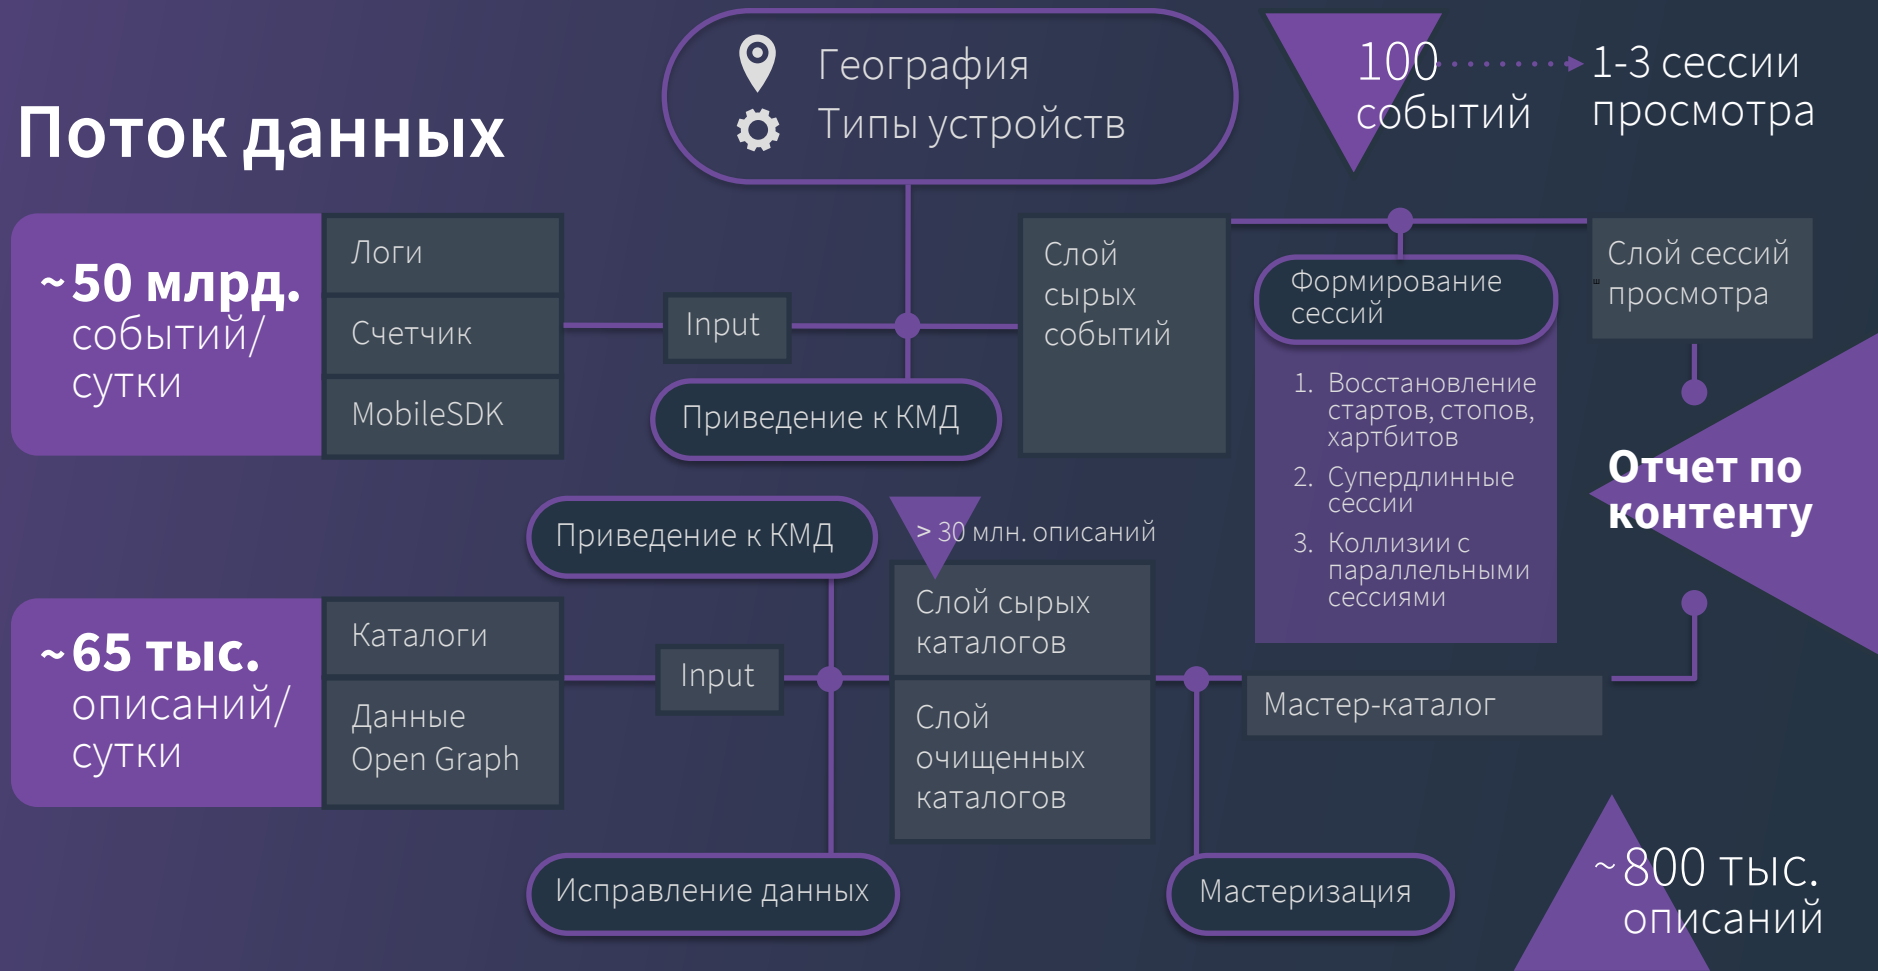 Поток данных
География
Типы устройств
100
событий
1-3 сессии
просмотра
~50 млрд.
событий/
сутки
Логи
Счетчик
MobileSDK
Input
Приведение к КМД
Слой
сырых
событий
Формирование
сессий
1. Восстановление
стартов, стопов,
хартбитов
2. Супердлинные
сессии
3. Коллизии с
параллельными
сессиями
Слой сессий
просмотра
Отчет по
контенту
~65 тыс.
описаний/
сутки
Каталоги
Данные
Open Graph
Input
Приведение к КМД
Исправление данных
> 30 млн. описаний
Слой сырых
каталогов
Слой
очищенных
каталогов
Мастеризация
Мастер-каталог
~800 тыс.
описаний